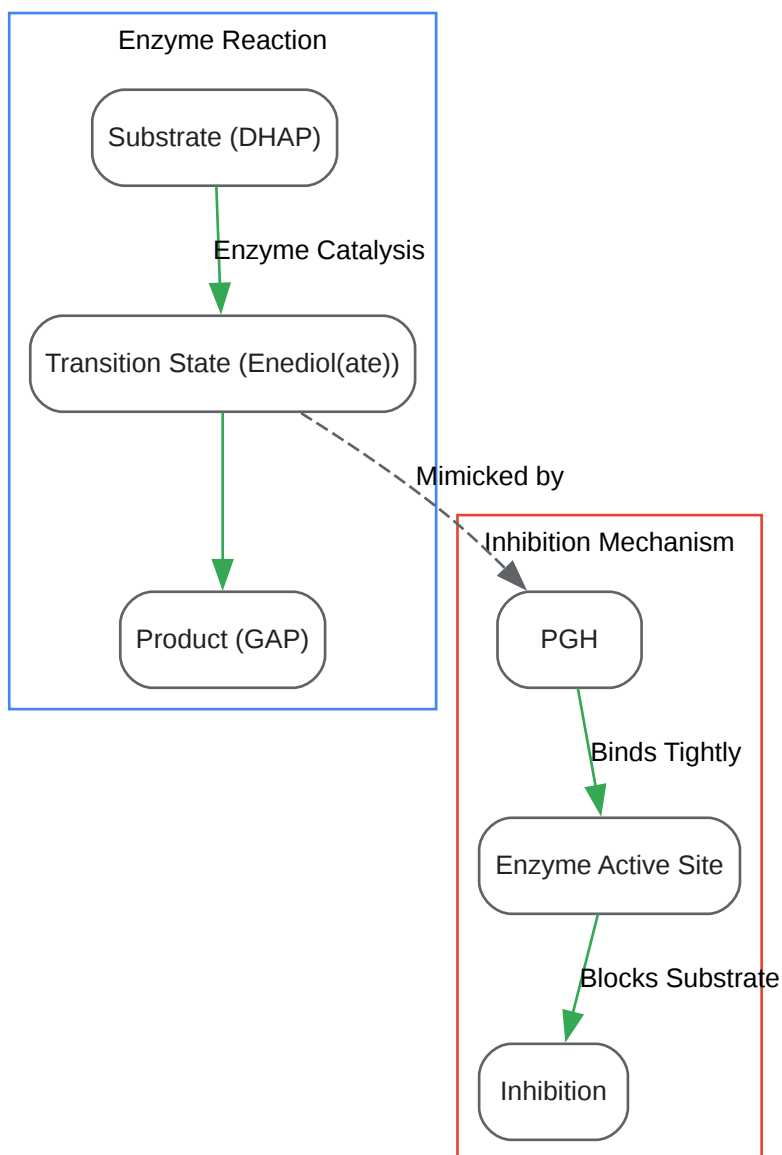 Enzyme Reaction
Substrate (DHAP)
Enzyme Catalysis
Transition State (Enediol(ate))
Mimicked by
Inhibition Mechanism
Product (GAP)
PGH
Binds Tightly
Enzyme Active Site
Blocks Substrate
Inhibition